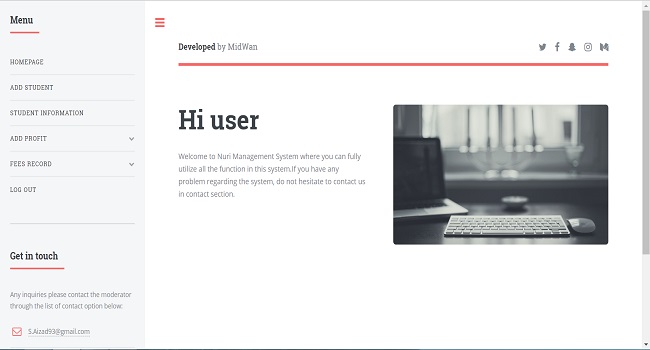 Menu
HOMEPAGE
ADD STUDENT
STUDENT INFORMATION
ADD PROFIT
FEES RECORD
LOG OUT
Get in touch
Any inquiries please contact the moderator
through the list of contact option below:
S.Aizad93@gmail.com
Developed by MidWan
Hi user
Welcome to Nuri Management System where you can fully
utilize all the function in this system.If you have any
problem regarding the system, do not hesitate to contact us
in contact section.